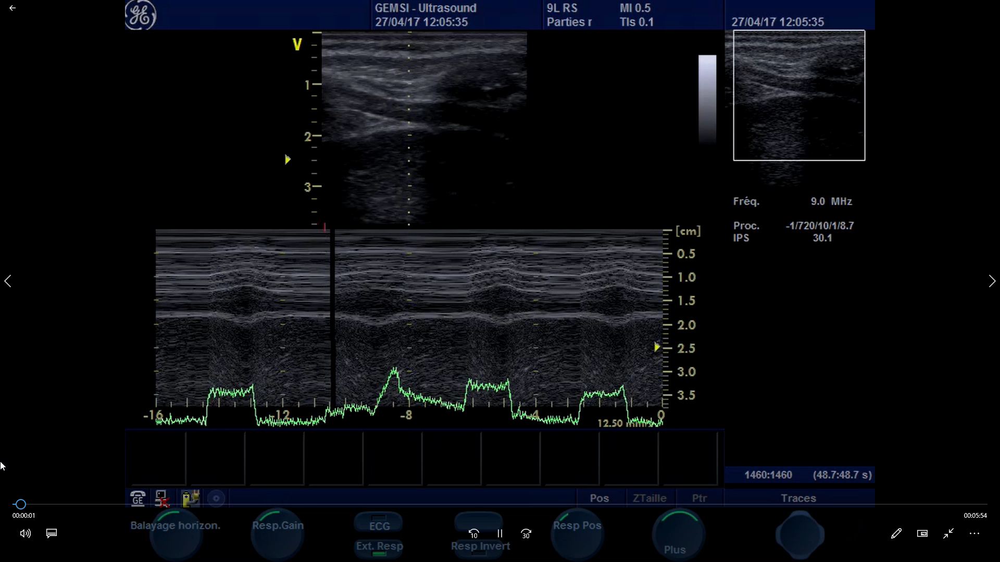 GEMSI - Ultrasound
27/04/17 12:05:35
9L RS
Parties r
MI 0.5
TIs 0.1
27/04/17 12:05:35
V
1
2
3
Fréq. 9.0 MHz
Proc. -1/720/10/1/8.7
IPS 30.1
[cm]
0.5
1.0
1.5
2.0
2.5
3.0
3.5
-16 -12 -8 -4 0
12.50 mm/s
1460:1460 (48.7:48.7 s)
GE
Pos ZTaille Ptr Traces
00:00:01 00:05:54
Balayage horizon. Resp.Gain ECG Resp Pos
10 30
Ext. Resp Resp Invert Plus